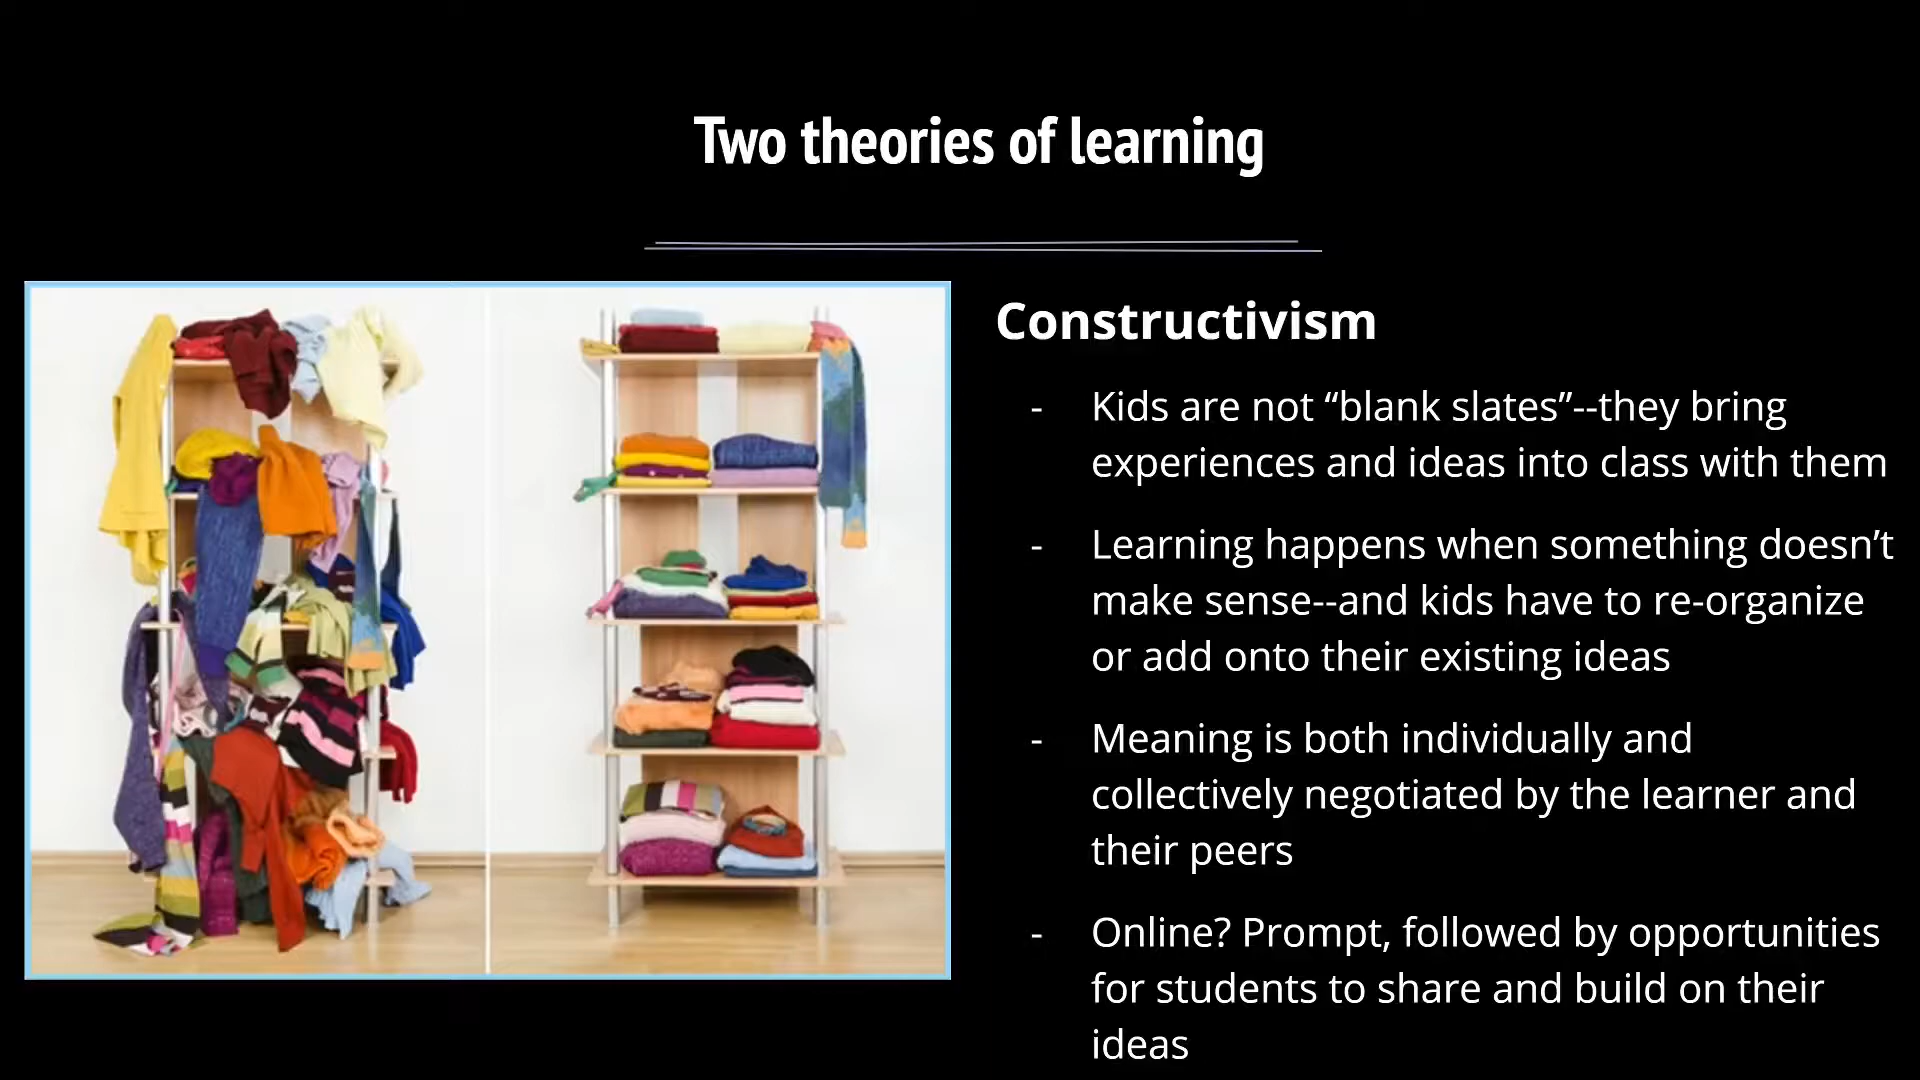 Two theories of learning
Constructivism
- Kids are not “blank slates”--they bring
experiences and ideas into class with them
- Learning happens when something doesn’t
make sense--and kids have to re-organize
or add onto their existing ideas
- Meaning is both individually and
collectively negotiated by the learner and
their peers
- Online? Prompt, followed by opportunities
for students to share and build on their
ideas